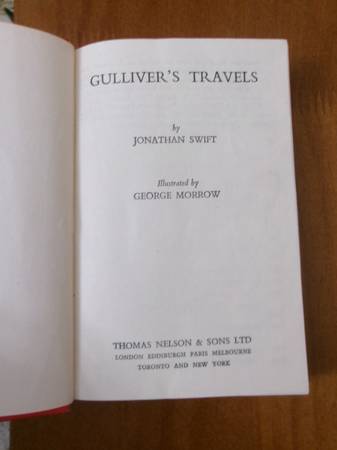 GULLIVER'S TRAVELS
by
JONATHAN SWIFT
Illustrated by
GEORGE MORROW
THOMAS NELSON & SONS LTD
LONDON EDINBURGH PARIS MELBOURNE
TORONTO AND NEW YORK